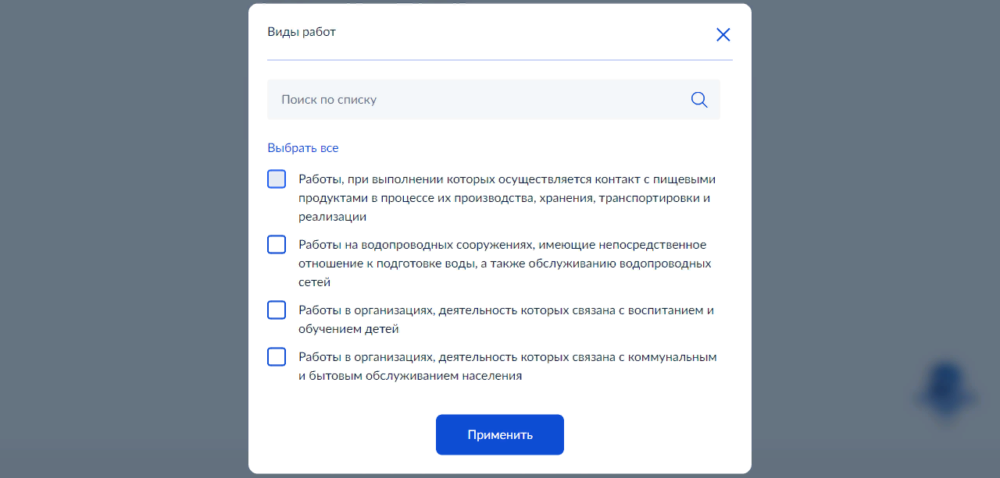 Виды работ
Поиск по списку
Выбрать все
Работы, при выполнении которых осуществляется контакт с пищевыми
продуктами в процессе их производства, хранения, транспортировки и
реализации
Работы на водопроводных сооружениях, имеющие непосредственное
отношение к подготовке воды, а также обслуживанию водопроводных
сетей
Работы в организациях, деятельность которых связана с воспитанием и
обучением детей
Работы в организациях, деятельность которых связана с коммунальным
и бытовым обслуживанием населения
Применить